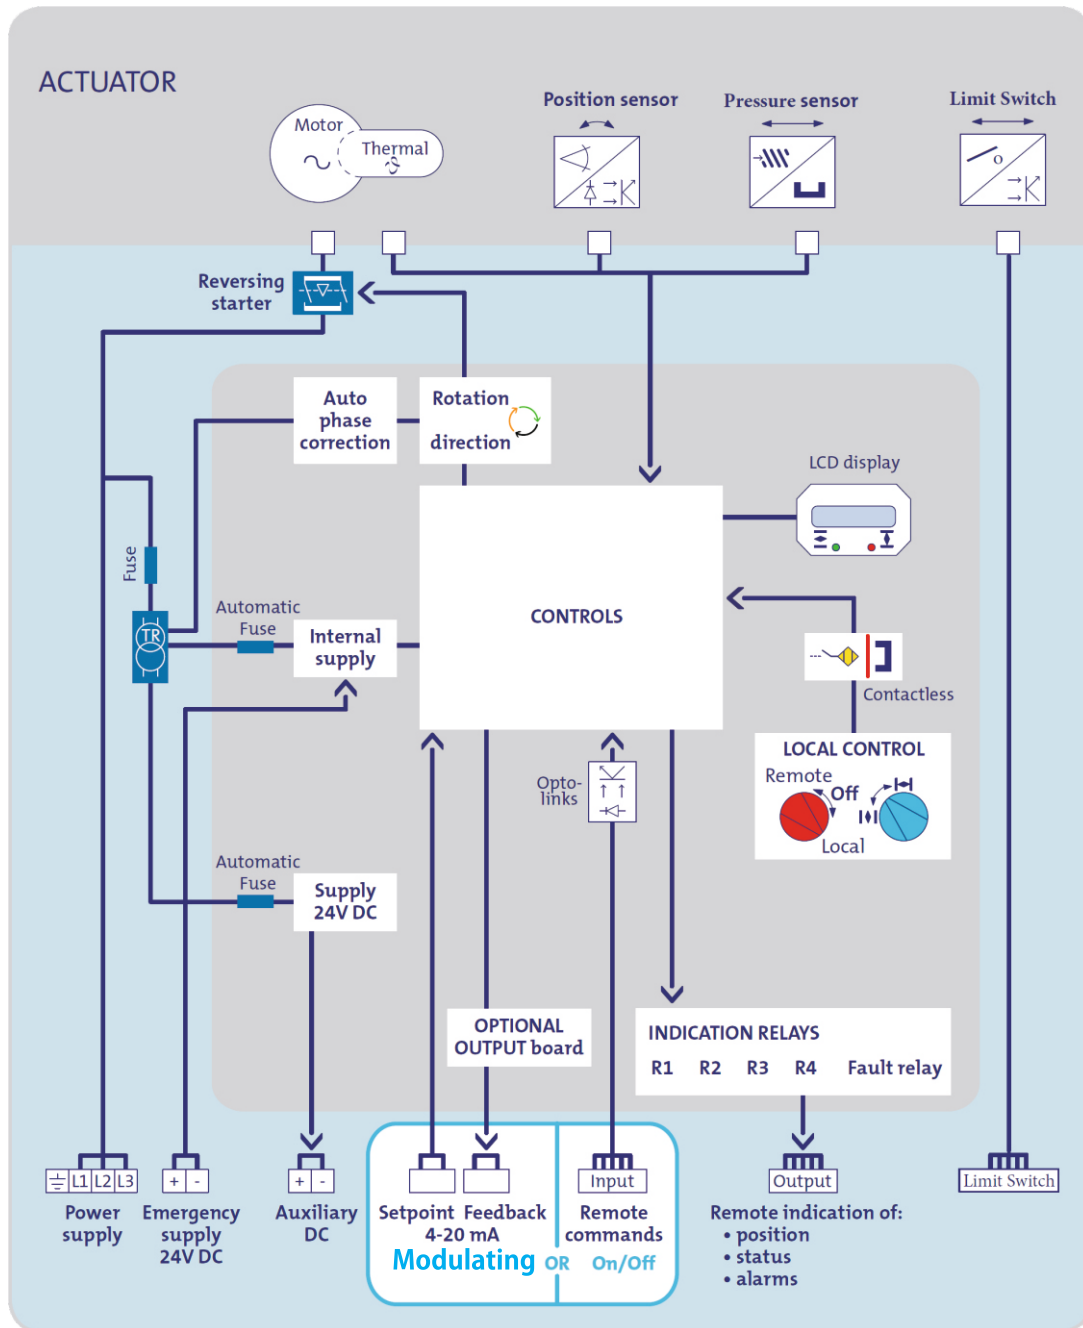 ACTUATOR
Motor
Thermal
Position sensor
Pressure sensor
Limit Switch
Reversing
starter
Auto
phase
correction
Rotation
direction
LCD display
Fuse
TR
Automatic
Fuse
Internal
supply
CONTROLS
Contactless
LOCAL CONTROL
Remote
Off
Local
Opto-
links
Automatic
Fuse
Supply
24V DC
OPTIONAL
OUTPUT board
INDICATION RELAYS
R1 R2 R3 R4 Fault relay
L1 L2 L3
+ -
+ -
Input
Output
Limit Switch
Power
supply
Emergency
supply
24V DC
Auxiliary
DC
Setpoint Feedback
4-20 mA
Modulating OR On/Off
Remote
commands
Remote indication of:
• position
• status
• alarms